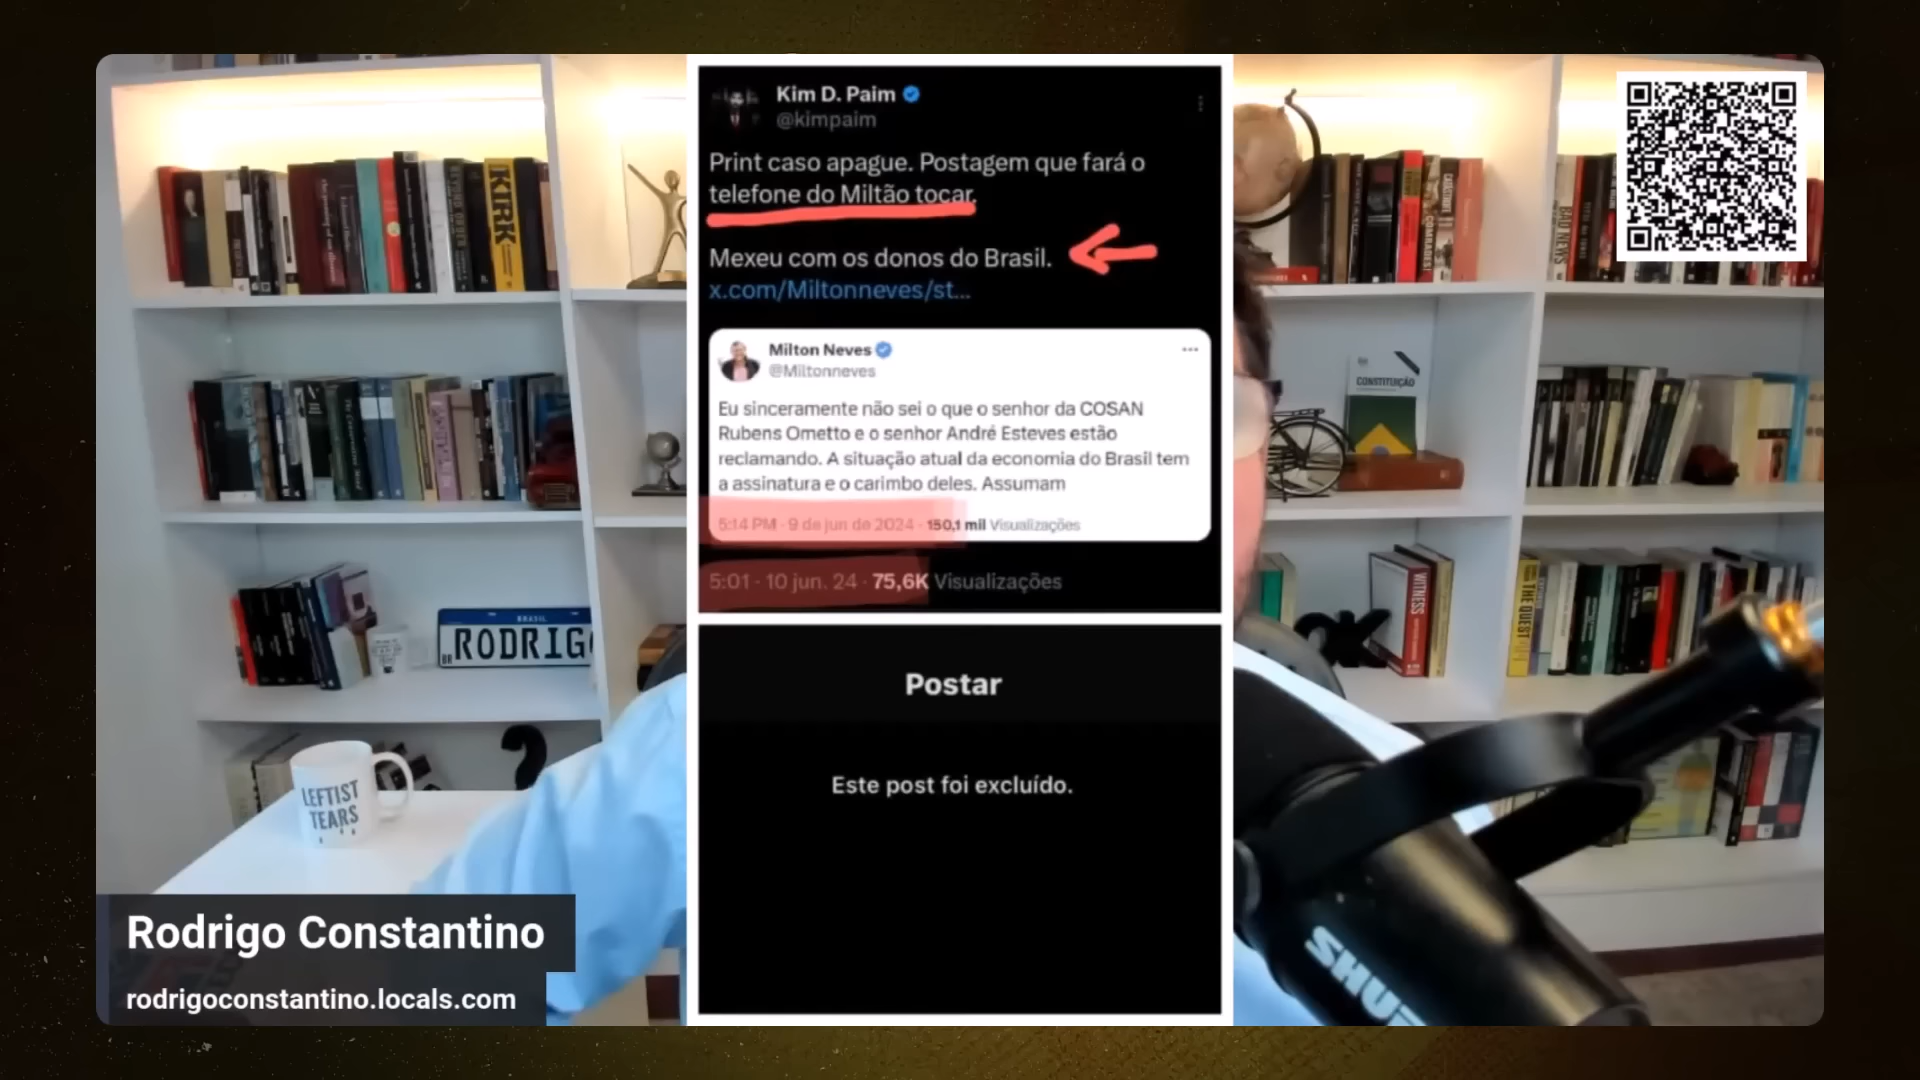 Kim D. Paim
@kimpaim
Print caso apague. Postagem que fará o
telefone do Miltão tocar.
Mexeu com os donos do Brasil.
x.com/Miltonneves/st...
Milton Neves
@Miltonneves
Eu sinceramente não sei o que o senhor da COSAN
Rubens Ometto e o senhor André Esteves estão
reclamando. A situação atual da economia do Brasil tem
a assinatura e o carimbo deles. Assumam
5:14 PM · 9 de jun de 2024 · 150,1 mil Visualizações
5:01 · 10 jun. 24 · 75,6K Visualizações
Postar
Este post foi excluído.
KIRK
BRASIL
BR
RODRIG
LEFTIST
TEARS
CONSTITUIÇÃO
WITNESS
THE QUEST
SHU
Rodrigo Constantino
rodrigoconstantino.locals.com